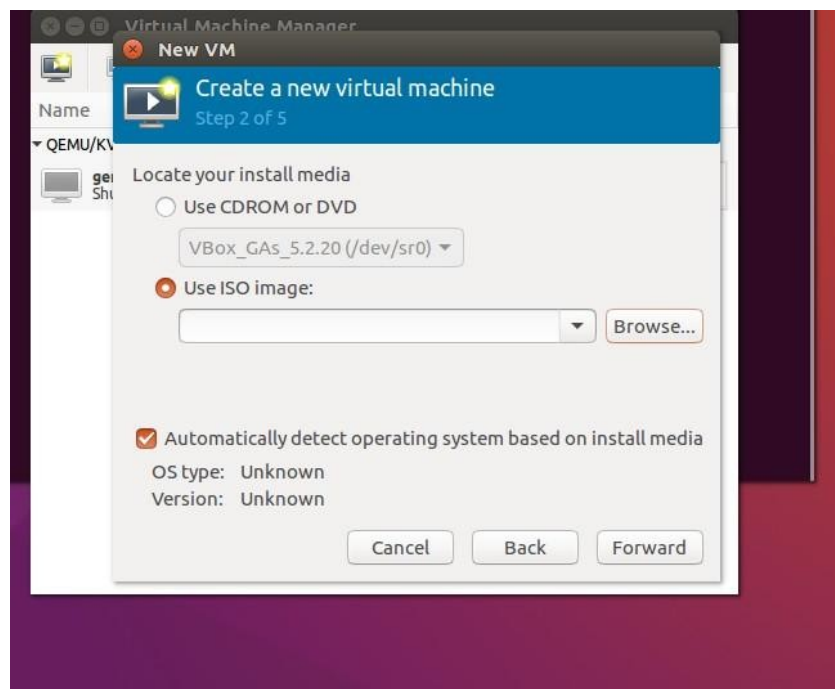 Virtual Machine Manager
New VM
Create a new virtual machine
Step 2 of 5
Name
QEMU/KV
ge
Shu
Locate your install media
Use CDROM or DVD
VBox_GAs_5.2.20 (/dev/sr0)
Use ISO image:
Browse...
Automatically detect operating system based on install media
OS type: Unknown
Version: Unknown
Cancel Back Forward